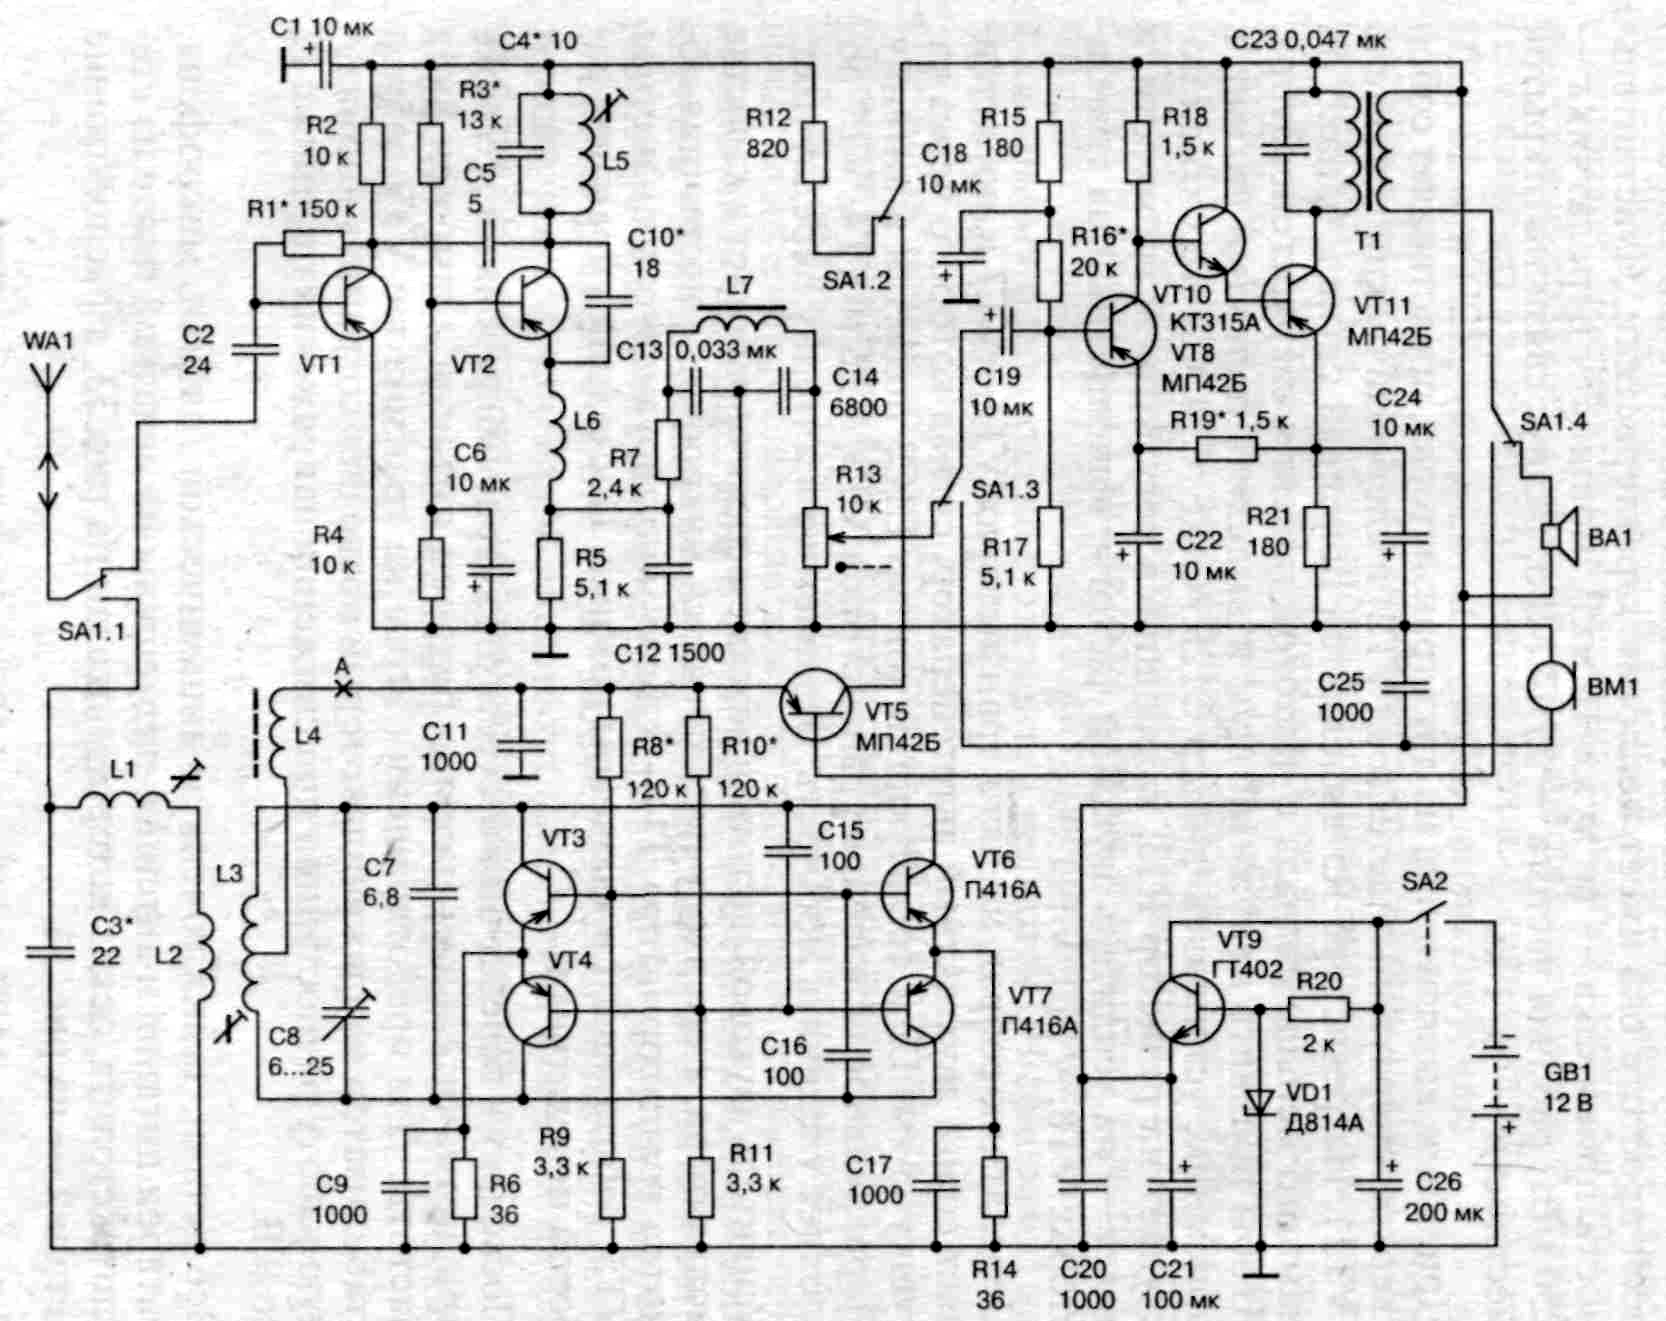 C1 10 мк
+
C4* 10
C23 0,047 мк
R3*
13 к
R2
10 к
L5
C5
5
R12
820
R15
180
R18
1,5 к
C18
10 мк
R1* 150 к
C10*
18
R16*
20 к
T1
+
SA1.2
L7
WA1
C2
24
VT1
VT2
C13 0,033 мк
+
VT10
КТ315А
VT11
МП42Б
VT8
МП42Б
C14
6800
C19
10 мк
L6
R19* 1,5 к
C24
10 мк
SA1.4
C6
10 мк
R7
2,4 к
R13
10 к
SA1.3
R4
10 к
+
R5
5,1 к
R17
5,1 к
+
C22
10 мк
R21
180
+
BA1
SA1.1
C12 1500
A
L4
C11
1000
R8*
120 к
R10*
120 к
VT5
МП42Б
C25
1000
BM1
L1
VT3
C15
100
VT6
П416А
L3
C7
6,8
SA2
C3*
22
L2
VT4
VT9
ГТ402
R20
2 к
VT7
П416А
C8
6...25
C16
100
−
GB1
12 В
+
VD1
Д814А
R9
3,3 к
R11
3,3 к
C9
1000
R6
36
C17
1000
+
+
C26
200 мк
R14
36
C20
1000
C21
100 мк